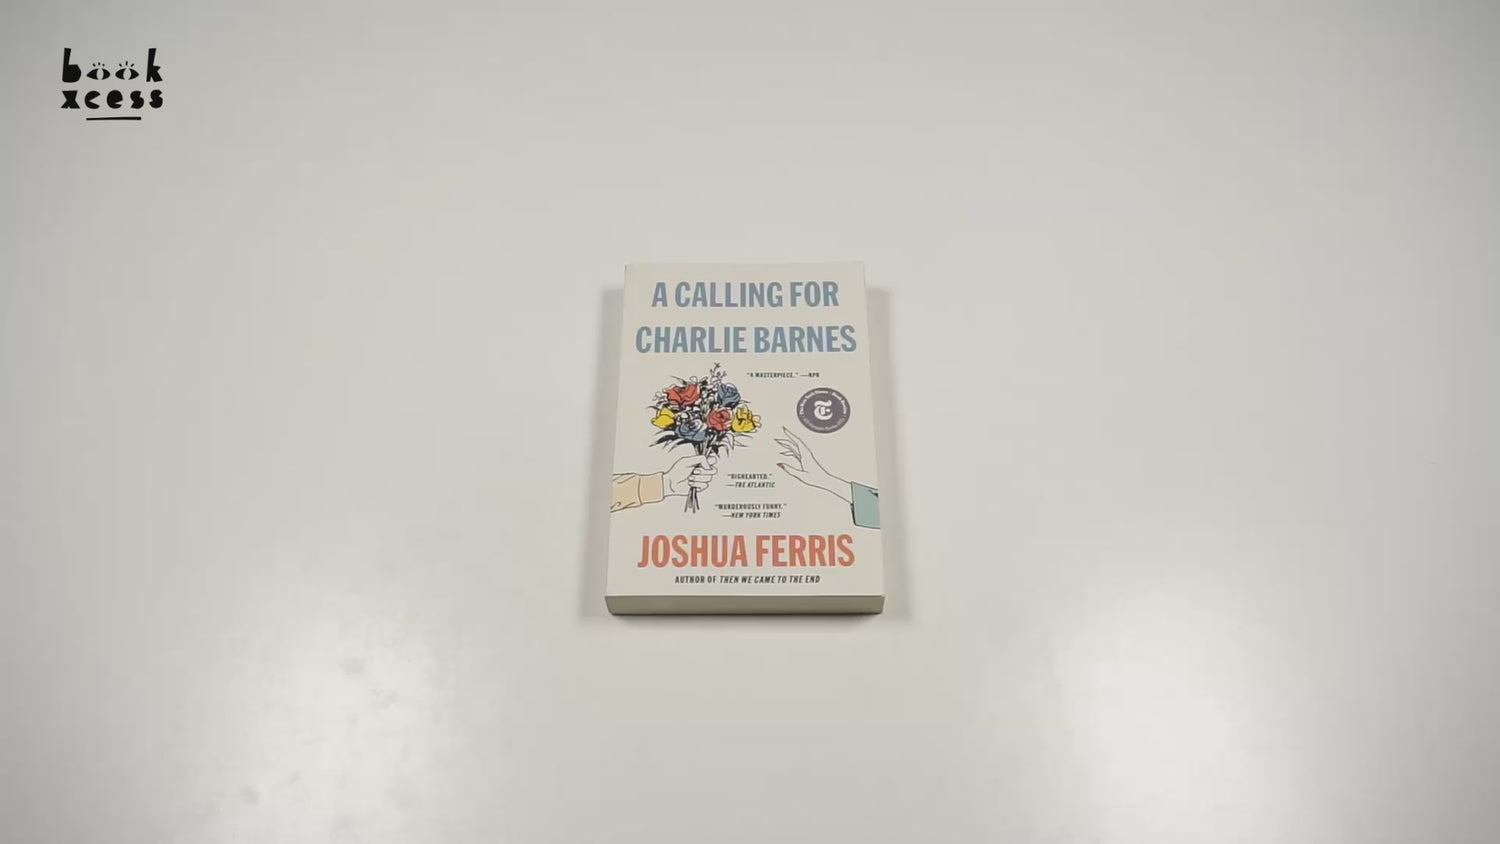 book
xcess
A CALLING FOR
CHARLIE BARNES
"A MASTERPIECE." —NPR
"BIGHEARTED."
—THE ATLANTIC
"MURDEROUSLY FUNNY."
—NEW YORK TIMES
JOSHUA FERRIS
AUTHOR OF THEN WE CAME TO THE END